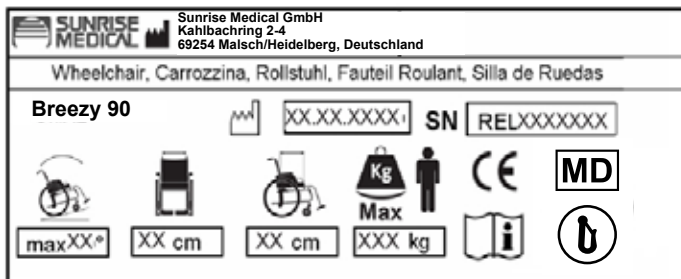 SUNRISE MEDICAL
Sunrise Medical GmbH
Kahlbachring 2-4
69254 Malsch/Heidelberg, Deutschland
Wheelchair, Carrozzina, Rollstuhl, Fauteil Roulant, Silla de Ruedas
Breezy 90
XX.XX.XXXX
SN RELXXXXXXX
Kg
Max
CE
MD
i
maxXX°
XX cm
XX cm
XXX kg